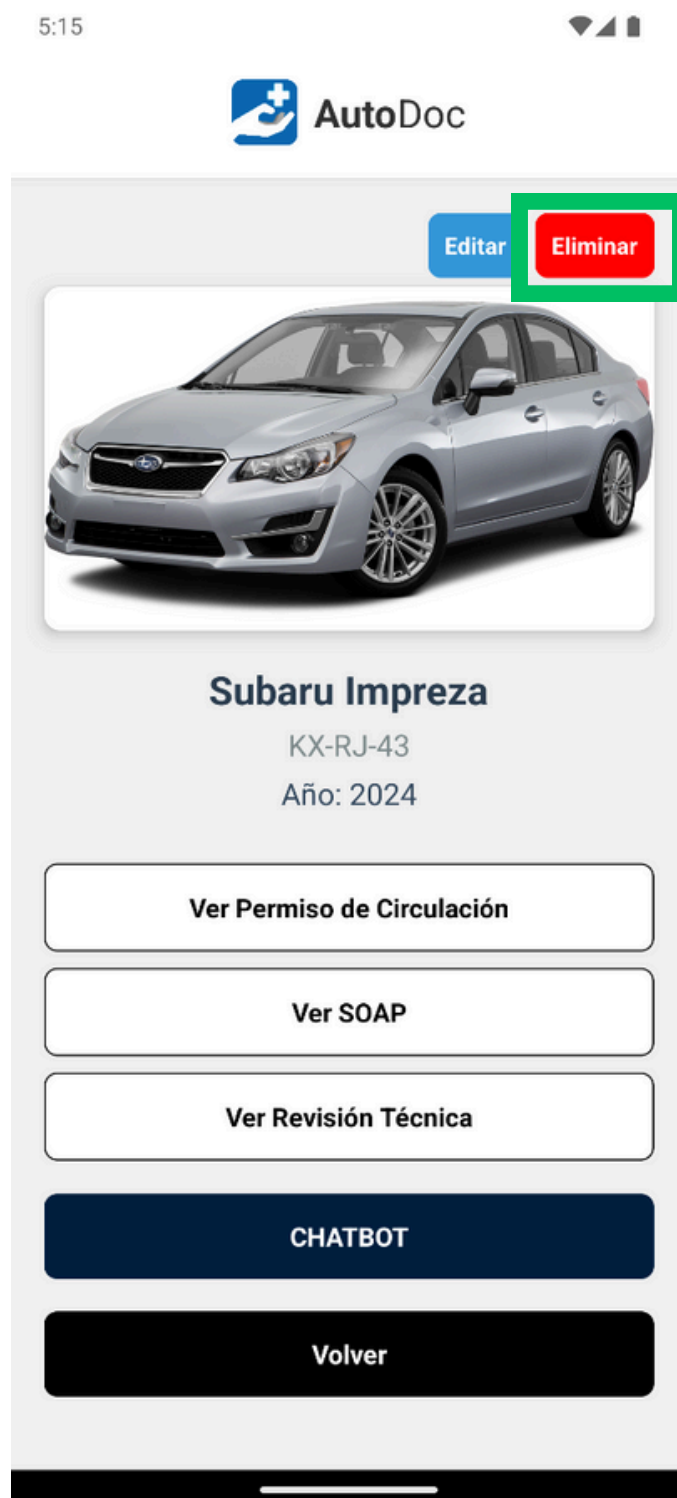 5:15
AutoDoc
Editar
Eliminar
Subaru Impreza
KX-RJ-43
Año: 2024
Ver Permiso de Circulación
Ver SOAP
Ver Revisión Técnica
CHATBOT
Volver